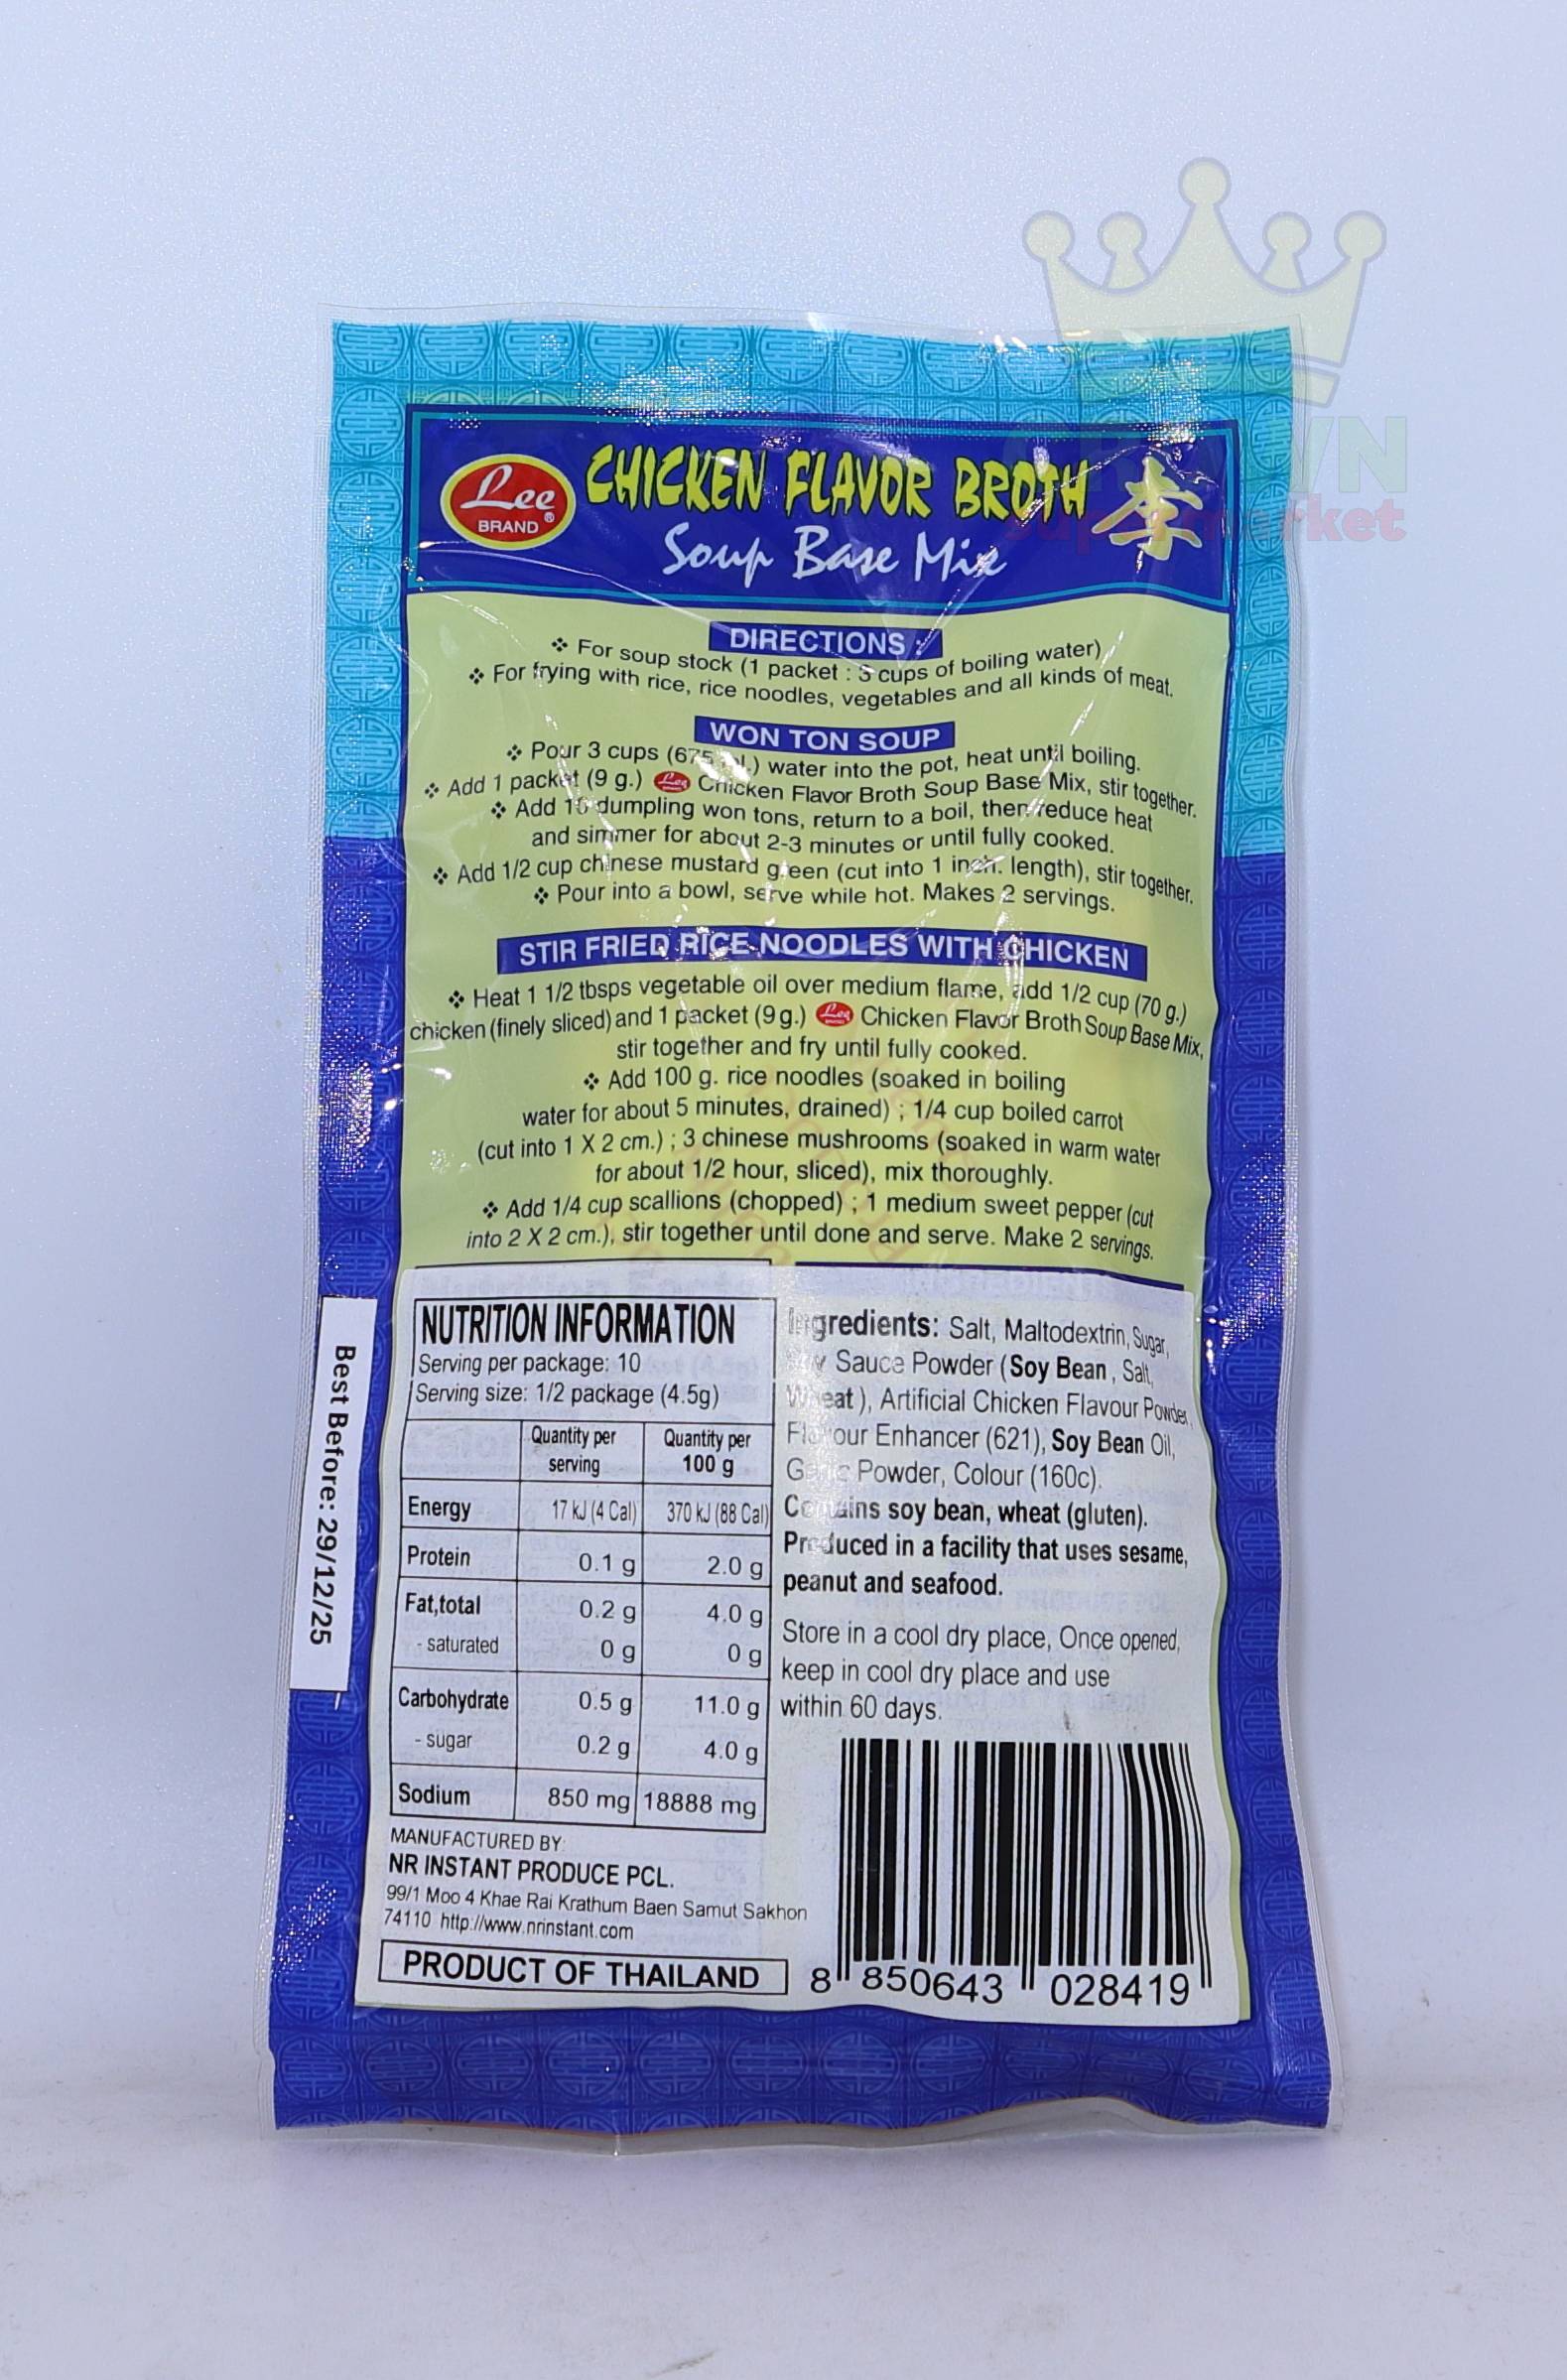 CROWN
supermarket
Lee
BRAND ®
CHICKEN FLAVOR BROTH
李
Soup Base Mix
DIRECTIONS :
❖ For soup stock (1 packet : 3 cups of boiling water)
❖ For frying with rice, rice noodles, vegetables and all kinds of meat.
WON TON SOUP
❖ Pour 3 cups (675 ml.) water into the pot, heat until boiling.
❖ Add 1 packet (9 g.) Lee Chicken Flavor Broth Soup Base Mix, stir together.
❖ Add 10 dumpling won tons, return to a boil, then reduce heat
and simmer for about 2-3 minutes or until fully cooked.
❖ Add 1/2 cup chinese mustard green (cut into 1 inch. length), stir together.
❖ Pour into a bowl, serve while hot. Makes 2 servings.
STIR FRIED RICE NOODLES WITH CHICKEN
❖ Heat 1 1/2 tbsps vegetable oil over medium flame, add 1/2 cup (70 g.)
chicken (finely sliced) and 1 packet (9 g.) Lee Chicken Flavor Broth Soup Base Mix,
stir together and fry until fully cooked.
❖ Add 100 g. rice noodles (soaked in boiling
water for about 5 minutes, drained) ; 1/4 cup boiled carrot
(cut into 1 X 2 cm.) ; 3 chinese mushrooms (soaked in warm water
for about 1/2 hour, sliced), mix thoroughly.
❖ Add 1/4 cup scallions (chopped) ; 1 medium sweet pepper (cut
into 2 X 2 cm.), stir together until done and serve. Make 2 servings.
NUTRITION INFORMATION
Serving per package: 10
Serving size: 1/2 package (4.5g)
Quantity per serving Quantity per 100 g
Energy 17 kJ (4 Cal) 370 kJ (88 Cal)
Protein 0.1 g 2.0 g
Fat,total 0.2 g 4.0 g
- saturated 0 g 0 g
Carbohydrate 0.5 g 11.0 g
- sugar 0.2 g 4.0 g
Sodium 850 mg 18888 mg
MANUFACTURED BY:
NR INSTANT PRODUCE PCL.
99/1 Moo 4 Khae Rai Krathum Baen Samut Sakhon
74110 http://www.nrinstant.com
PRODUCT OF THAILAND
Ingredients: Salt, Maltodextrin, Sugar,
Soy Sauce Powder (Soy Bean, Salt,
Wheat), Artificial Chicken Flavour Powder,
Flavour Enhancer (621), Soy Bean Oil,
Garlic Powder, Colour (160c).
Contains soy bean, wheat (gluten).
Produced in a facility that uses sesame,
peanut and seafood.
Store in a cool dry place, Once opened,
keep in cool dry place and use
within 60 days.
8 850643 028419
Best Before: 29/12/25